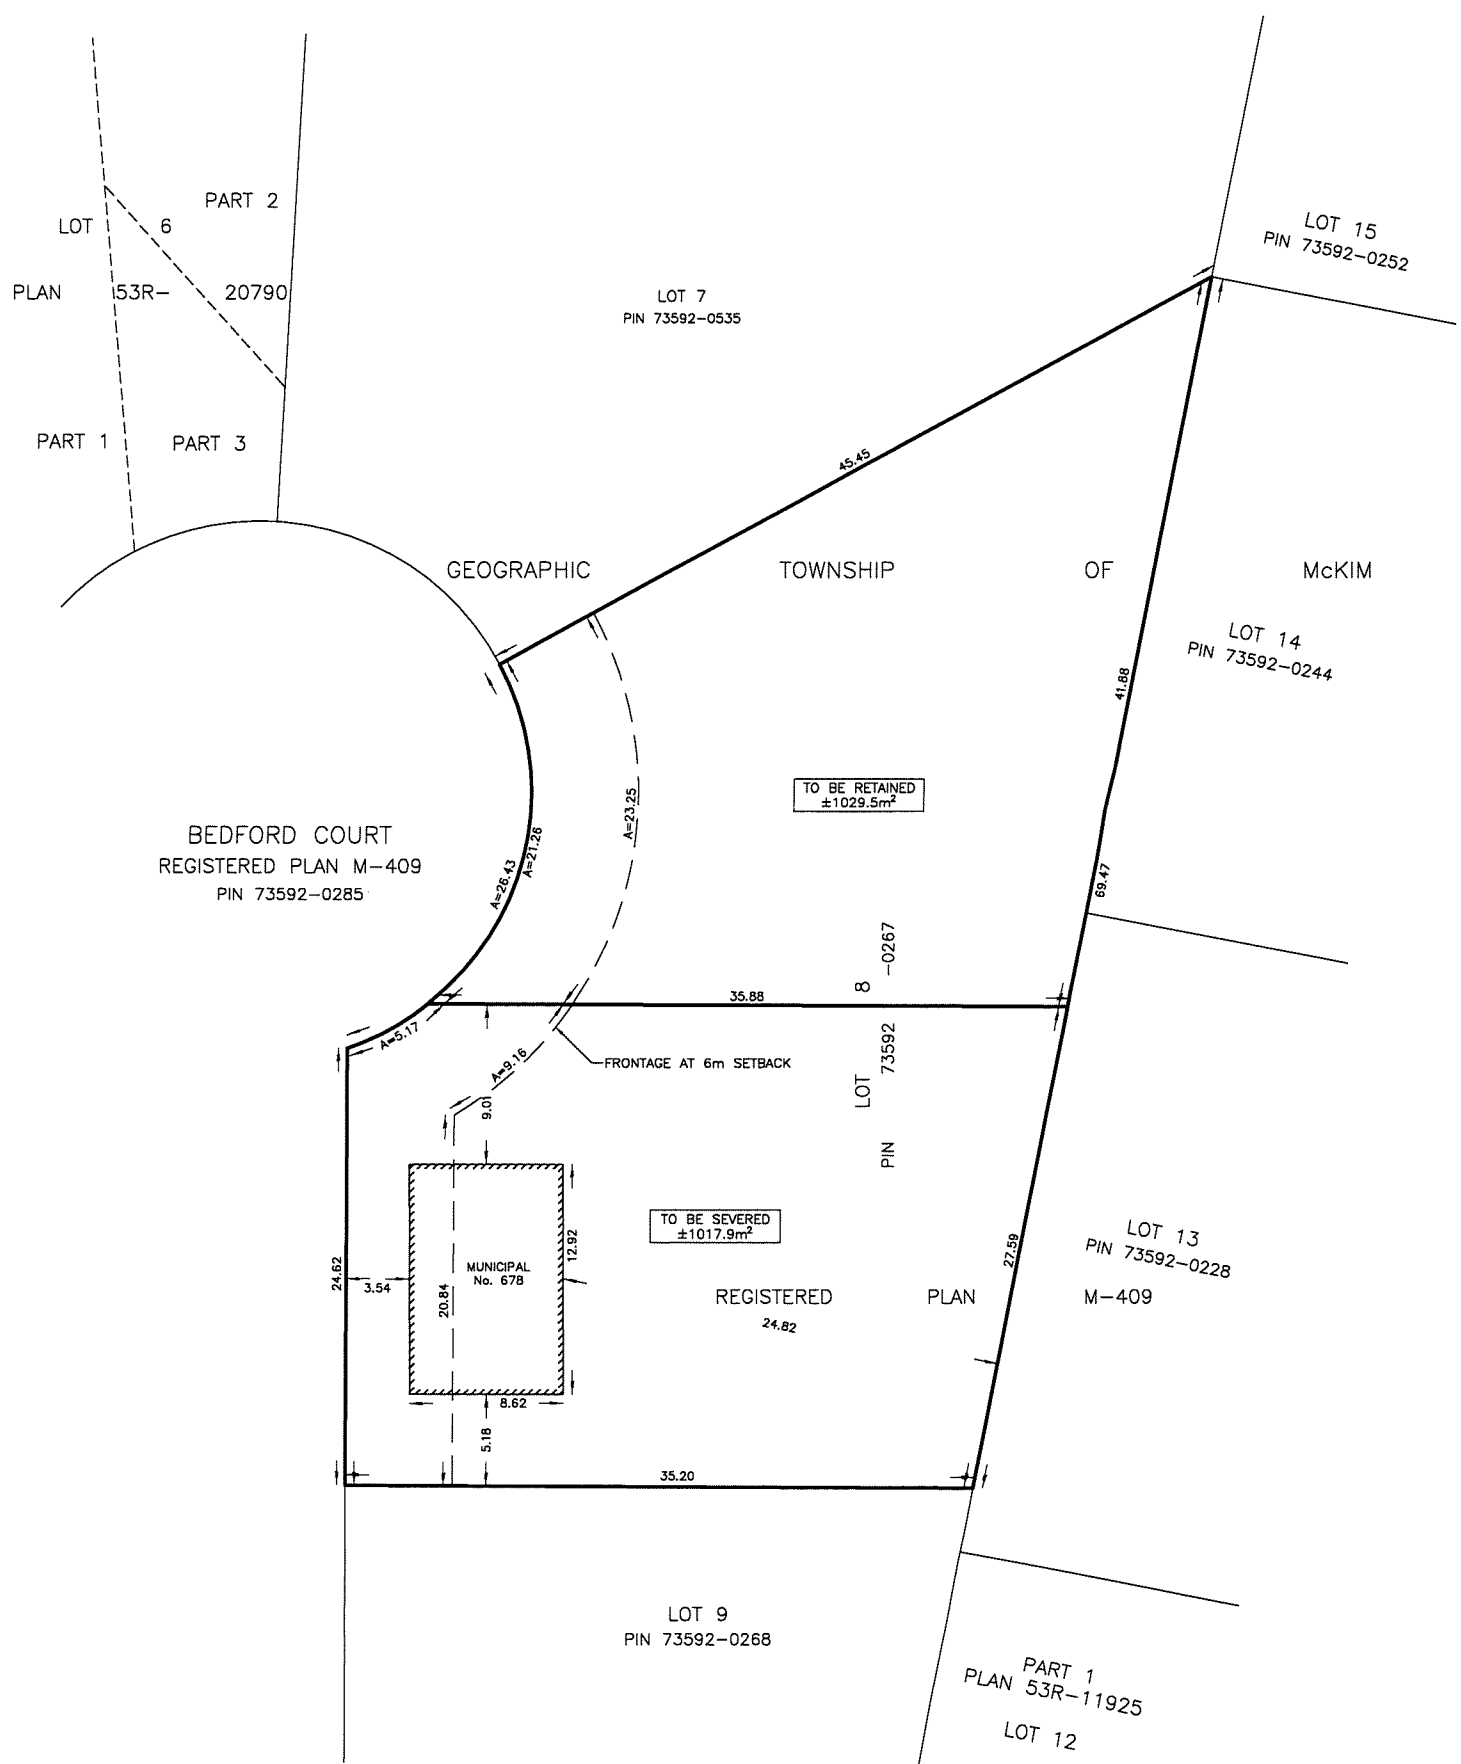 PART 2
LOT 6
PLAN 53R- 20790
PART 1
PART 3
LOT 7
PIN 73592-0535
LOT 15
PIN 73592-0252
45.45
GEOGRAPHIC TOWNSHIP OF McKIM
LOT 14
PIN 73592-0244
41.88
TO BE RETAINED
±1029.5m²
A=23.25
A=21.26
A=26.43
BEDFORD COURT
REGISTERED PLAN M-409
PIN 73592-0285
69.47
35.88
LOT 8
PIN 73592 -0267
A=5.17
A=9.16
FRONTAGE AT 6m SETBACK
9.01
TO BE SEVERED
±1017.9m²
LOT 13
PIN 73592-0228
27.59
12.92
MUNICIPAL
No. 678
24.62
3.54
20.84
REGISTERED PLAN M-409
24.82
8.62
5.18
35.20
LOT 9
PIN 73592-0268
PART 1
PLAN 53R-11925
LOT 12